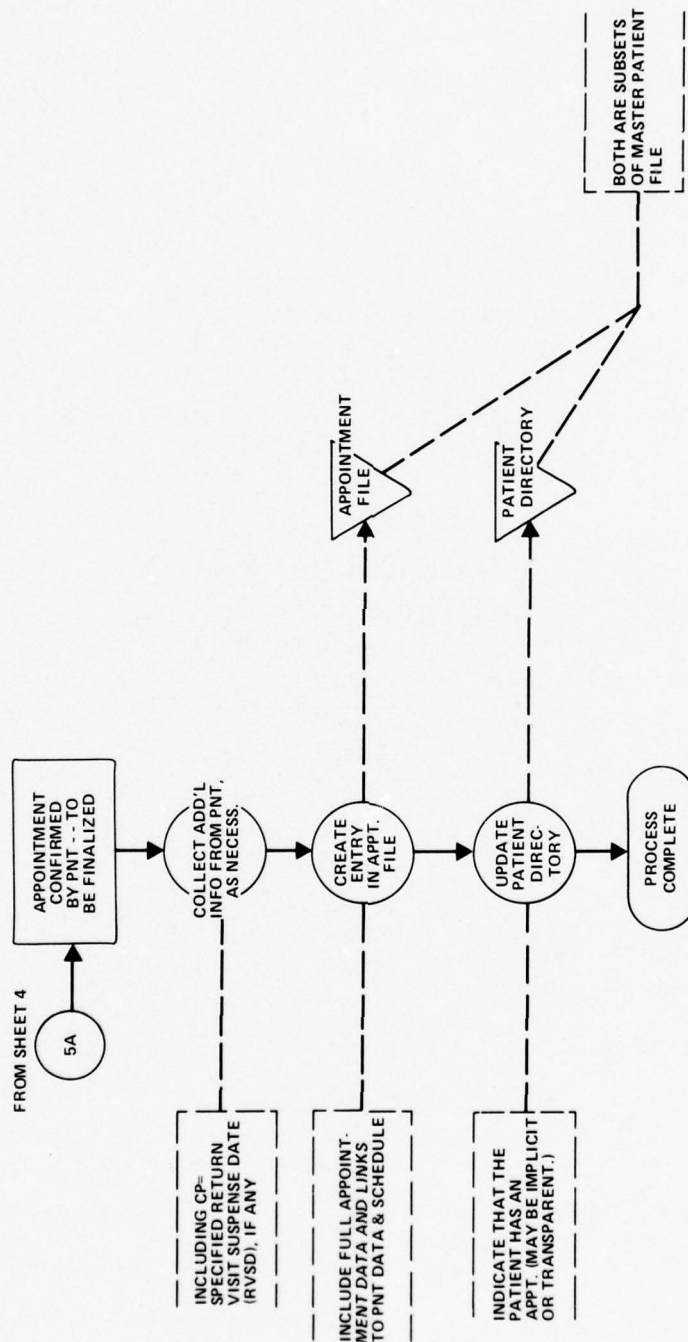 FROM SHEET 4
5A
APPOINTMENT
CONFIRMED
BY PNT - - TO
BE FINALIZED
INCLUDING CP=
SPECIFIED RETURN
VISIT SUSPENSE DATE
(RVSD), IF ANY
COLLECT ADD'L
INFO FROM PNT,
AS NECESS.
INCLUDE FULL APPOINT-
MENT DATA AND LINKS
TO PNT DATA & SCHEDULE
CREATE
ENTRY
IN APPT.
FILE
APPOINTMENT
FILE
INDICATE THAT THE
PATIENT HAS AN
APPT. (MAY BE IMPLICIT
OR TRANSPARENT.)
UPDATE
PATIENT
DIREC-
TORY
PATIENT
DIRECTORY
BOTH ARE SUBSETS
OF MASTER PATIENT
FILE
PROCESS
COMPLETE